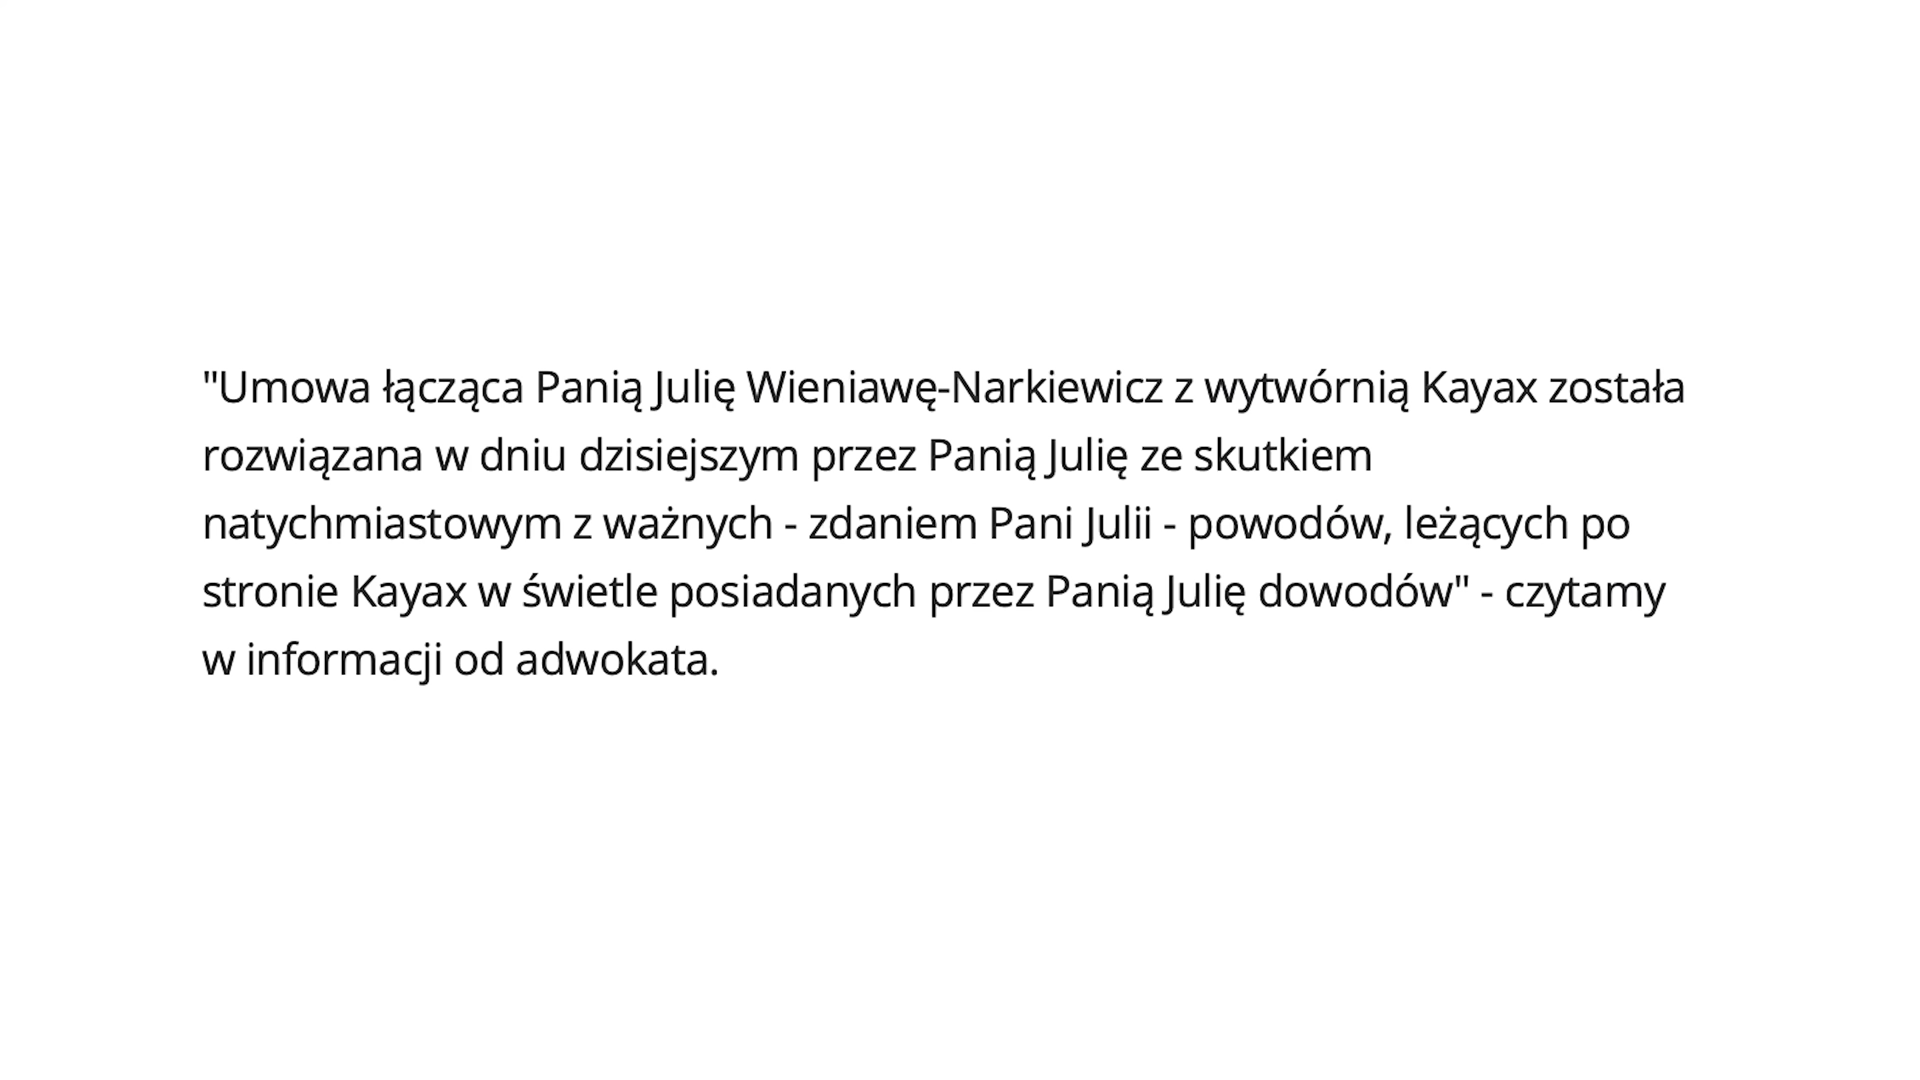 "Umowa łącząca Panią Julię Wieniawę-Narkiewicz z wytwórnią Kayax została
rozwiązana w dniu dzisiejszym przez Panią Julię ze skutkiem
natychmiastowym z ważnych - zdaniem Pani Julii - powodów, leżących po
stronie Kayax w świetle posiadanych przez Panią Julię dowodów" - czytamy
w informacji od adwokata.